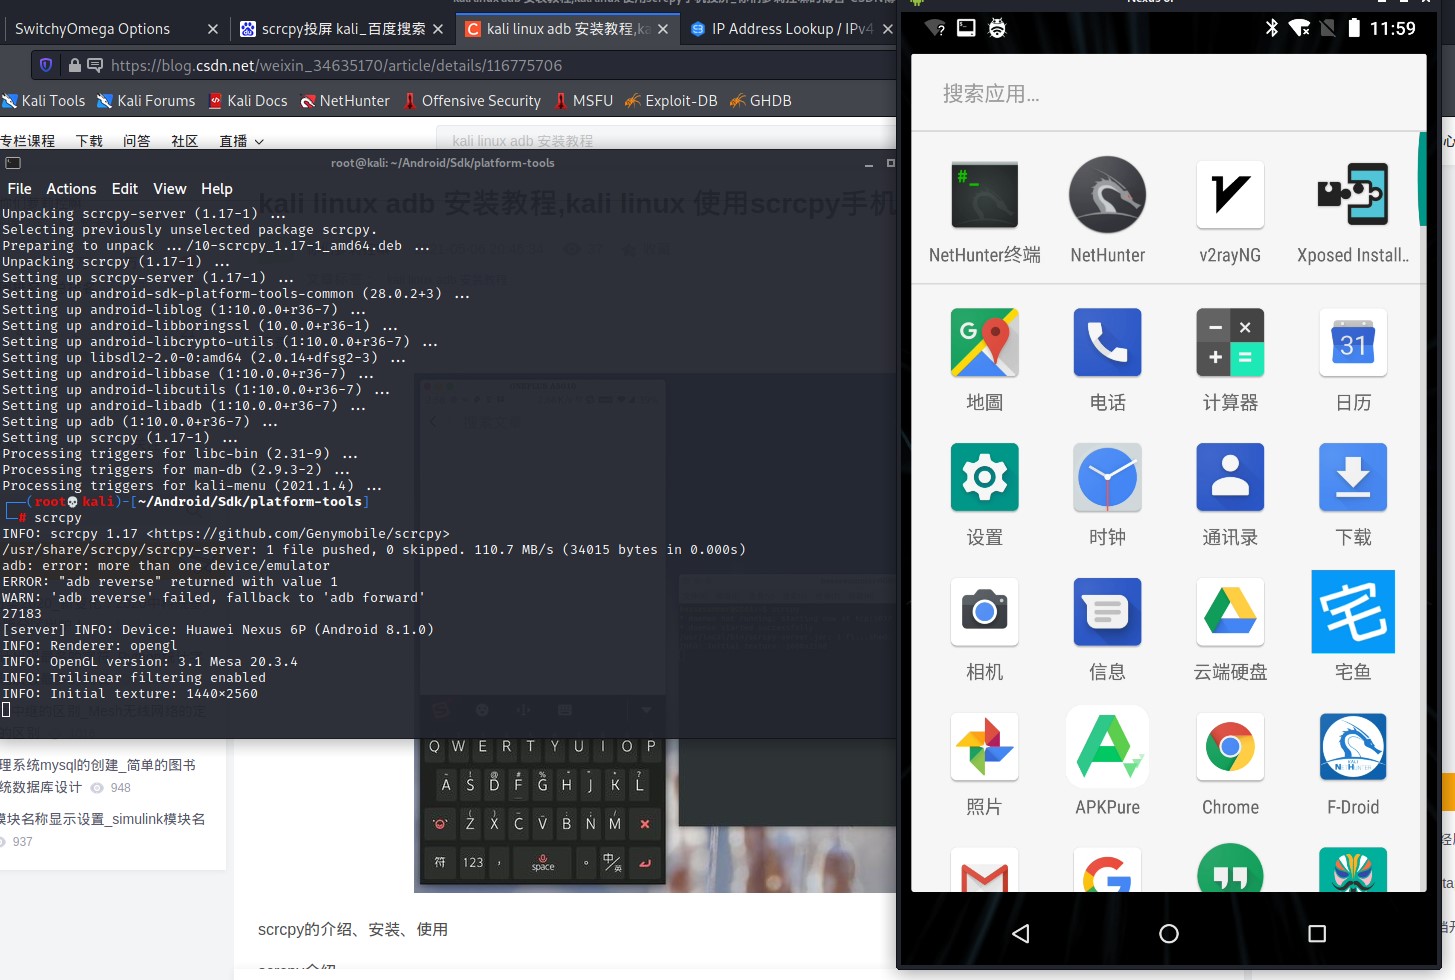 SwitchyOmega Options
scrcpy投屏 kali_百度搜索
kali linux adb 安装教程,ka
IP Address Lookup / IPv4
https://blog.csdn.net/weixin_34635170/article/details/116775706
Kali Tools
Kali Forums
Kali Docs
NetHunter
Offensive Security
MSFU
Exploit-DB
GHDB
专栏课程
下载
问答
社区
直播
kali linux adb 安装教程
root@kali: ~/Android/Sdk/platform-tools
File Actions Edit View Help
kali linux adb 安装教程,kali linux 使用scrcpy手机
Unpacking scrcpy-server (1.17-1) ...
Selecting previously unselected package scrcpy.
Preparing to unpack .../10-scrcpy_1.17-1_amd64.deb ...
Unpacking scrcpy (1.17-1) ...
Setting up scrcpy-server (1.17-1) ...
Setting up android-sdk-platform-tools-common (28.0.2+3) ...
Setting up android-liblog (1:10.0.0+r36-7) ...
Setting up android-libboringssl (10.0.0+r36-1) ...
Setting up android-libcrypto-utils (1:10.0.0+r36-7) ...
Setting up libsdl2-2.0-0:amd64 (2.0.14+dfsg2-3) ...
Setting up android-libbase (1:10.0.0+r36-7) ...
Setting up android-libcutils (1:10.0.0+r36-7) ...
Setting up android-libadb (1:10.0.0+r36-7) ...
Setting up adb (1:10.0.0+r36-7) ...
Setting up scrcpy (1.17-1) ...
Processing triggers for libc-bin (2.31-9) ...
Processing triggers for man-db (2.9.3-2) ...
Processing triggers for kali-menu (2021.1.4) ...
(root💀kali)-[~/Android/Sdk/platform-tools]
# scrcpy
INFO: scrcpy 1.17 <https://github.com/Genymobile/scrcpy>
/usr/share/scrcpy/scrcpy-server: 1 file pushed, 0 skipped. 110.7 MB/s (34015 bytes in 0.000s)
adb: error: more than one device/emulator
ERROR: "adb reverse" returned with value 1
WARN: 'adb reverse' failed, fallback to 'adb forward'
27183
[server] INFO: Device: Huawei Nexus 6P (Android 8.1.0)
INFO: Renderer: opengl
INFO: OpenGL version: 3.1 Mesa 20.3.4
INFO: Trilinear filtering enabled
INFO: Initial texture: 1440×2560
理系统mysql的创建_简单的图书
统数据库设计 948
模块名称显示设置_simulink模块名
937
Q W E R T Y U I O P
A S D F G H J K L
Z X C V B N M
符 123 , space 。 中/英
scrcpy的介绍、安装、使用
scrcpy介绍
11:59
搜索应用...
NetHunter终端 NetHunter v2rayNG Xposed Install..
31
地圖 电话 计算器 日历
设置 时钟 通讯录 下载
宅
相机 信息 云端硬盘 宅鱼
照片 APKPure Chrome F-Droid